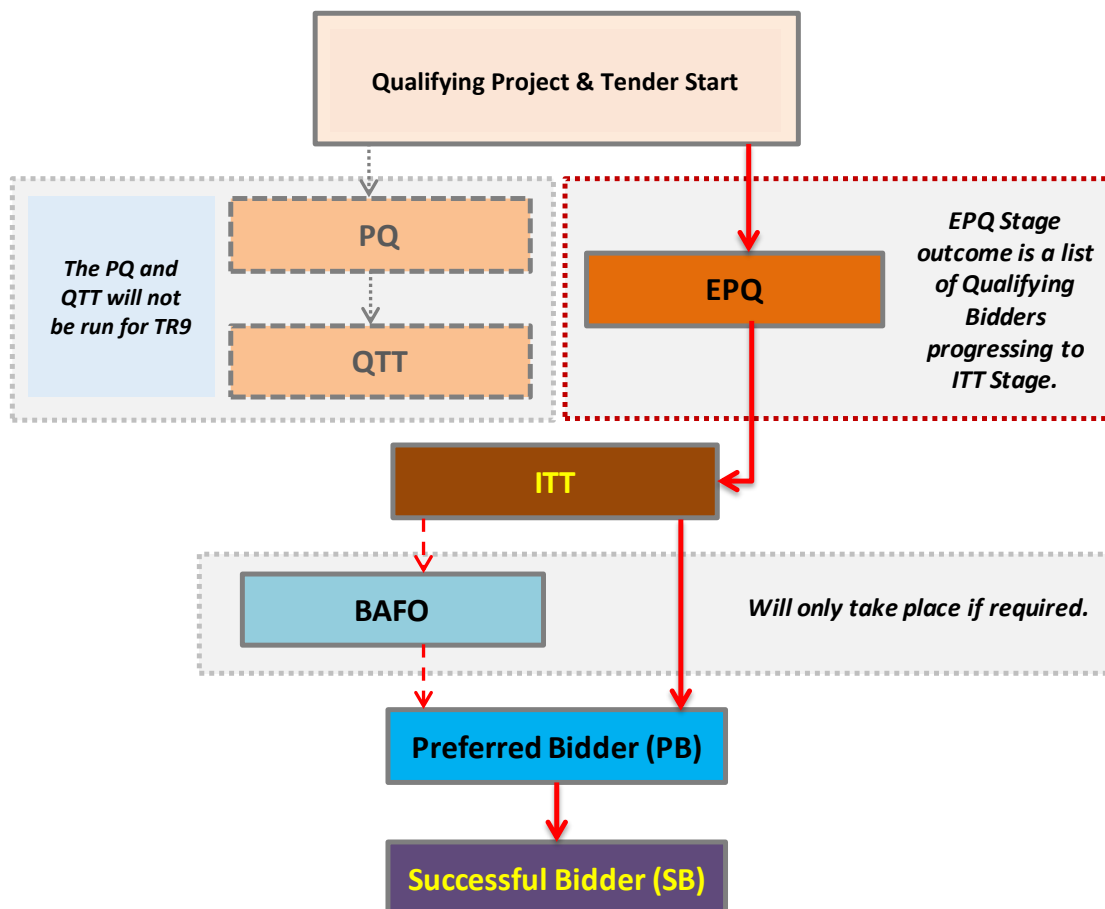 Qualifying Project & Tender Start
The PQ and
QTT will not
be run for TR9
PQ
QTT
EPQ
EPQ Stage
outcome is a list
of Qualifying
Bidders
progressing to
ITT Stage.
ITT
BAFO
Will only take place if required.
Preferred Bidder (PB)
Successful Bidder (SB)